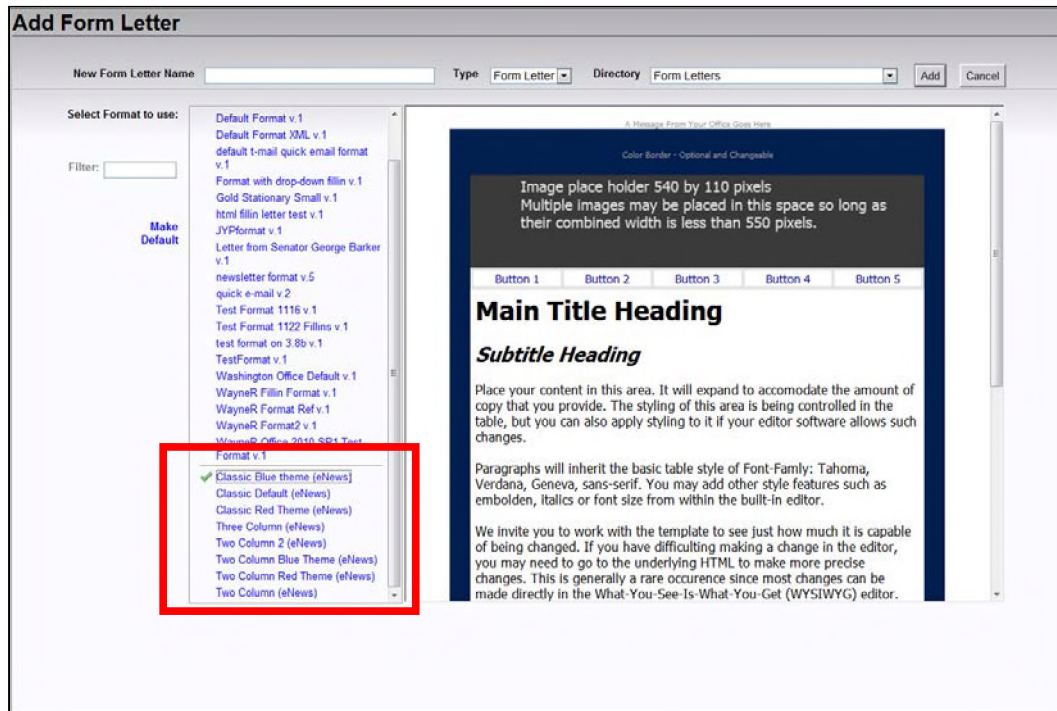 Add Form Letter
New Form Letter Name
Type Form Letter
Directory Form Letters
Add Cancel
Select Format to use:
Filter:
Make
Default
Default Format v.1
Default Format XML v.1
default t-mail quick email format
v.1
Format with drop-down fillin v.1
Gold Stationary Small v.1
html fillin letter test v.1
JYPformat v.1
Letter from Senator George Barker
v.1
newsletter format v.5
quick e-mail v.2
Test Format 1116 v.1
Test Format 1122 Fillins v.1
test format on 3.8b v.1
TestFormat v.1
Washington Office Default v.1
WayneR Fillin Format v.1
WayneR Format Ref v.1
WayneR Format2 v.1
WayneR Office 2010 SR1 Test
Format v.1
Classic Blue theme (eNews)
Classic Default (eNews)
Classic Red Theme (eNews)
Three Column (eNews)
Two Column 2 (eNews)
Two Column Blue Theme (eNews)
Two Column Red Theme (eNews)
Two Column (eNews)
A Message From Your Office Goes Here
Color Border - Optional and Changeable
Image place holder 540 by 110 pixels
Multiple images may be placed in this space so long as
their combined width is less than 550 pixels.
Button 1 Button 2 Button 3 Button 4 Button 5
Main Title Heading
Subtitle Heading
Place your content in this area. It will expand to accomodate the amount of
copy that you provide. The styling of this area is being controlled in the
table, but you can also apply styling to it if your editor software allows such
changes.
Paragraphs will inherit the basic table style of Font-Famly: Tahoma,
Verdana, Geneva, sans-serif. You may add other style features such as
embolden, italics or font size from within the built-in editor.
We invite you to work with the template to see just how much it is capable
of being changed. If you have difficulting making a change in the editor,
you may need to go to the underlying HTML to make more precise
changes. This is generally a rare occurence since most changes can be
made directly in the What-You-See-Is-What-You-Get (WYSIWYG) editor.